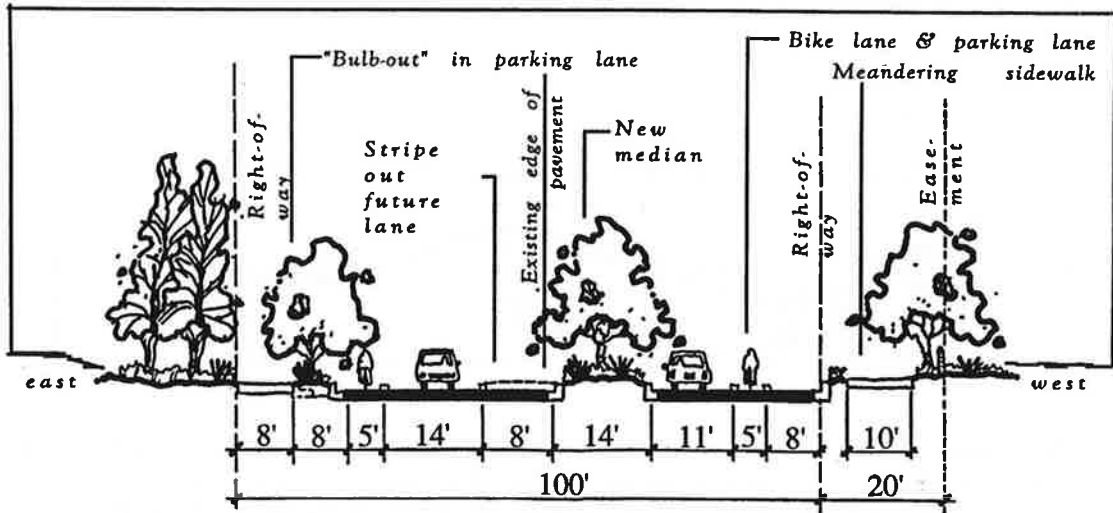 "Bulb-out" in parking lane
Bike lane & parking lane
Meandering sidewalk
Right-of-
way
Stripe
out
future
lane
Existing edge of
pavement
New
median
Right-of-
way
Ease-
ment
east
west
8' 8' 5' 14' 8' 14' 11' 5' 8' 10'
100' 20'